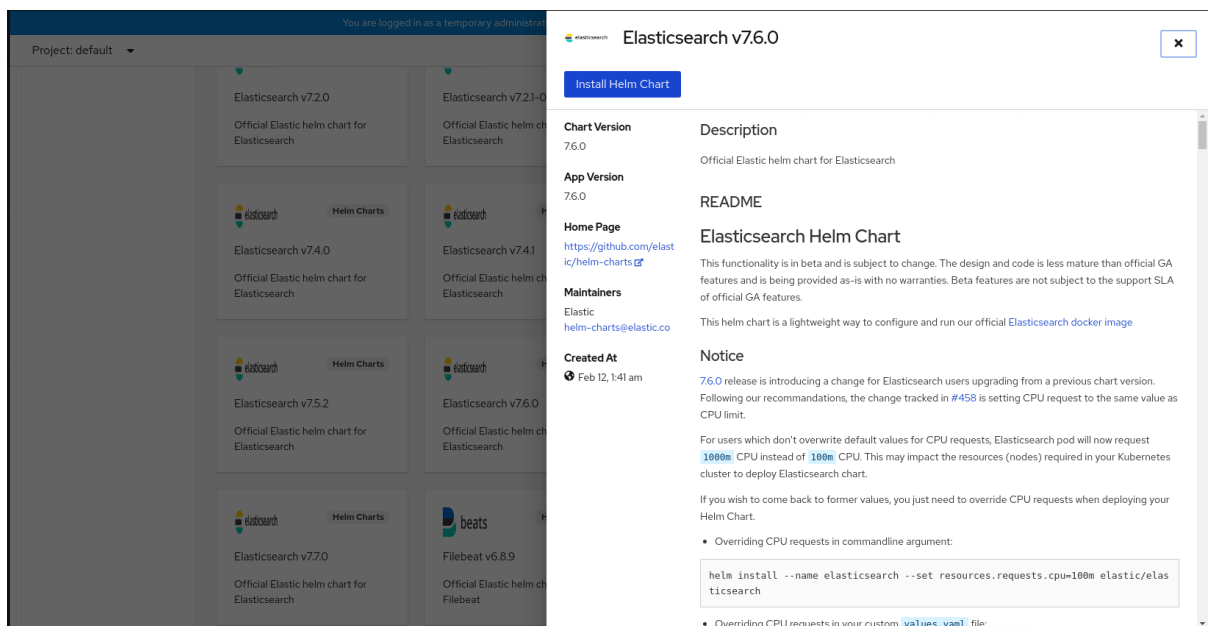 You are logged in as a temporary administrat
Project: default
Elasticsearch v7.2.0
Official Elastic helm chart for
Elasticsearch
Elasticsearch v7.2.1-0
Official Elastic helm ch
Elasticsearch
elasticsearch
Helm Charts
Elasticsearch v7.4.0
Official Elastic helm chart for
Elasticsearch
elasticsearch
H
Elasticsearch v7.4.1
Official Elastic helm ch
Elasticsearch
elasticsearch
Helm Charts
Elasticsearch v7.5.2
Official Elastic helm chart for
Elasticsearch
elasticsearch
H
Elasticsearch v7.6.0
Official Elastic helm ch
Elasticsearch
elasticsearch
Helm Charts
Elasticsearch v7.7.0
Official Elastic helm chart for
Elasticsearch
beats
H
Filebeat v6.8.9
Official Elastic helm ch
Filebeat
elasticsearch
Elasticsearch v7.6.0
Install Helm Chart
Chart Version
7.6.0
App Version
7.6.0
Home Page
https://github.com/elast
ic/helm-charts
Maintainers
Elastic
helm-charts@elastic.co
Created At
Feb 12, 1:41 am
Description
Official Elastic helm chart for Elasticsearch
README
Elasticsearch Helm Chart
This functionality is in beta and is subject to change. The design and code is less mature than official GA
features and is being provided as-is with no warranties. Beta features are not subject to the support SLA
of official GA features.
This helm chart is a lightweight way to configure and run our official Elasticsearch docker image
Notice
7.6.0 release is introducing a change for Elasticsearch users upgrading from a previous chart version.
Following our recommandations, the change tracked in #458 is setting CPU request to the same value as
CPU limit.
For users which don't overwrite default values for CPU requests, Elasticsearch pod will now request
1000m CPU instead of 100m CPU. This may impact the resources (nodes) required in your Kubernetes
cluster to deploy Elasticsearch chart.
If you wish to come back to former values, you just need to override CPU requests when deploying your
Helm Chart.
• Overriding CPU requests in commandline argument:
helm install --name elasticsearch --set resources.requests.cpu=100m elastic/elas
ticsearch
• Overriding CPU requests in your custom values.yaml file: